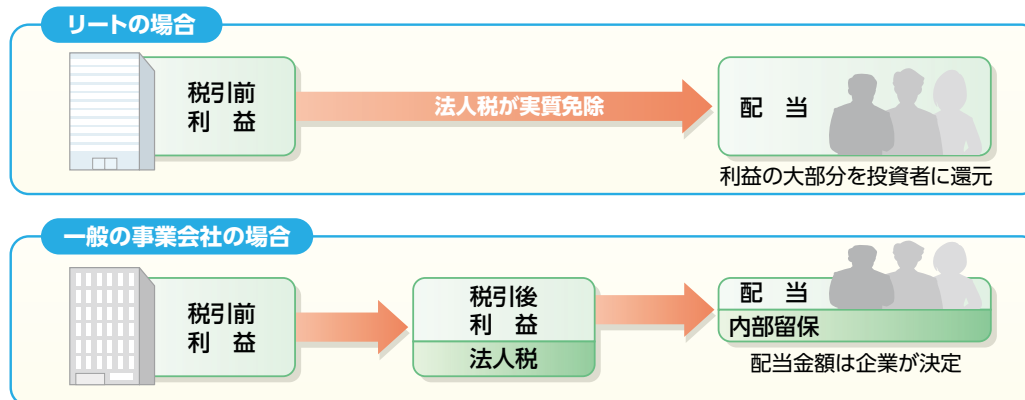 リートの場合
税引前
利　益
法人税が実質免除
配　当
利益の大部分を投資者に還元
一般の事業会社の場合
税引前
利　益
税引後
利　益
法人税
配　当
内部留保
配当金額は企業が決定